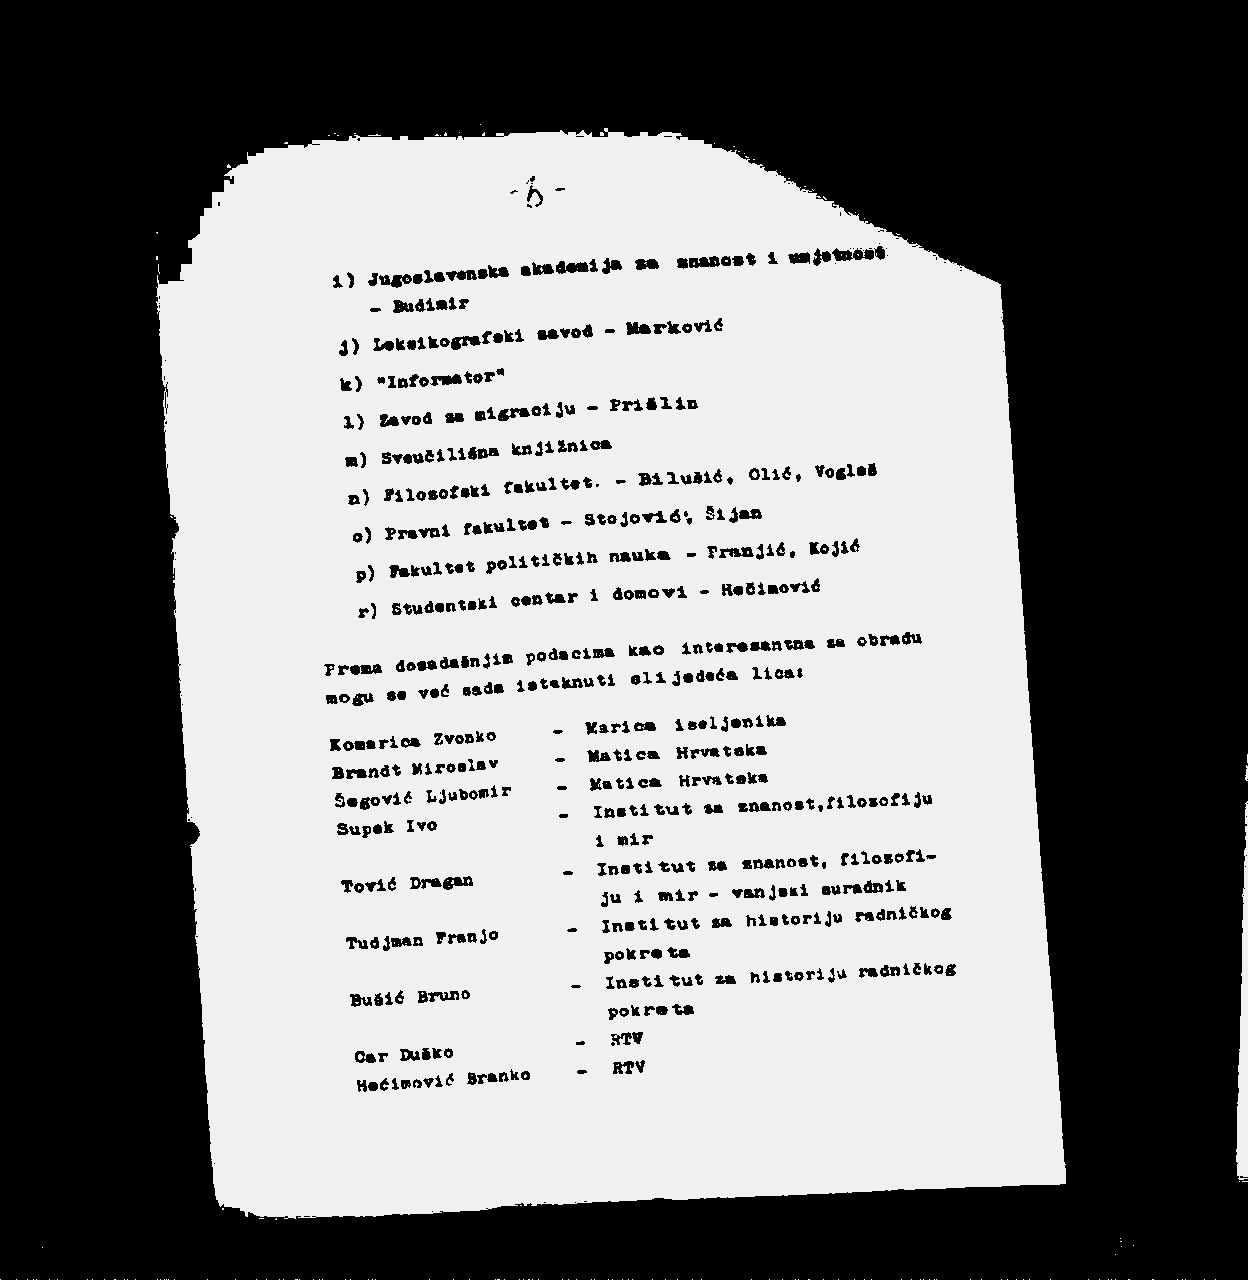 i) Jugoslavenska akademija za znanost i umjetnost
- Budimir
j) Leksikografski zavod - Marković
k) "Informator"
l) Zavod za migraciju - Prišlin
m) Sveučilišna knjižnica
n) Filozofski fakultet. - Bilušić, Olić, Vogleš
o) Pravni fakultet - Stojović, Šijan
p) Fakultet političkih nauka - Franjić, Kojić
r) Studentski centar i domovi - Hečimović
Prema dosadašnjim podacima kao interesantna za obradu
mogu se već sada istaknuti slijedeća lica:
Komarica Zvonko - Marica iseljenika
Brandt Miroslav - Matica Hrvatska
Šegović Ljubomir - Matica Hrvatska
Supek Ivo - Institut za znanost,filozofiju
i mir
Tović Dragan - Institut za znanost, filozofi-
ju i mir - vanjski suradnik
Tudjman Franjo - Institut za historiju radničkog
pokreta
Bušić Bruno - Institut za historiju radničkog
pokreta
Car Duško - RTV
Hećimović Branko - RTV